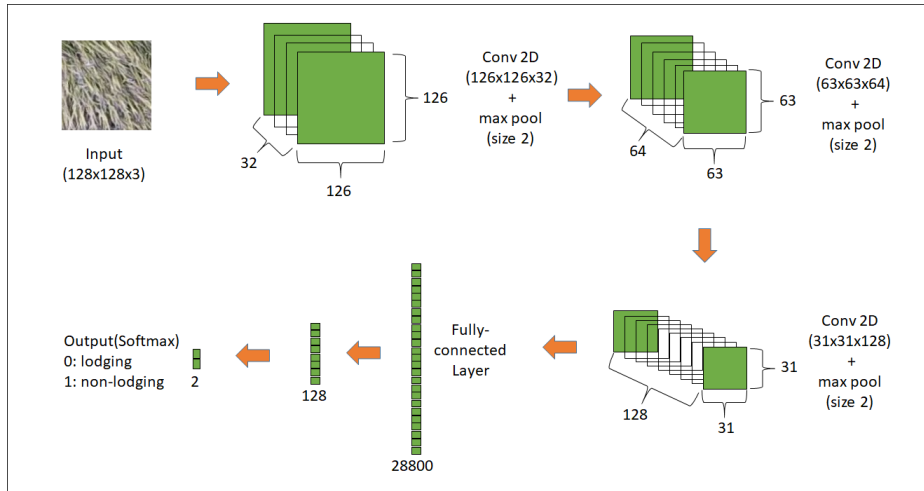 Input
(128x128x3)
32
126
126
Conv 2D
(126x126x32)
+
max pool
(size 2)
64
63
63
Conv 2D
(63x63x64)
+
max pool
(size 2)
Output(Softmax)
0: lodging
1: non-lodging
2
128
28800
Fully-
connected
Layer
128
31
31
Conv 2D
(31x31x128)
+
max pool
(size 2)